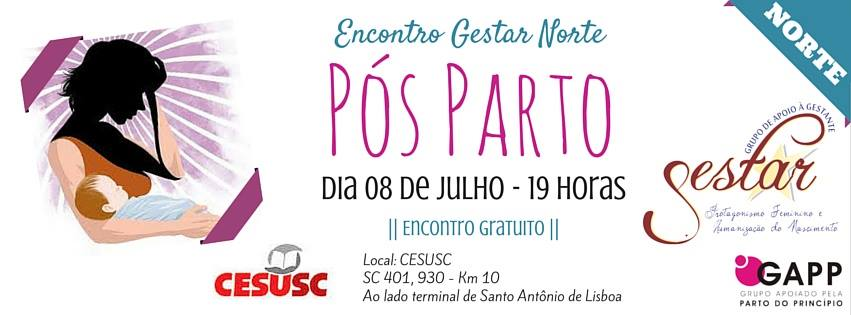 Encontro Gestar Norte
NORTE
PÓS PARTO
Dia 08 de Julho - 19 horas
|| Encontro Gratuito ||
GRUPO DE APOIO À GESTANTE
Gestar
Protagonismo Feminino e
Humanização do Nascimento
CESUSC
Local: CESUSC
SC 401, 930 - Km 10
Ao lado terminal de Santo Antônio de Lisboa
GAPP
GRUPO APOIADO PELA
PARTO DO PRINCÍPIO